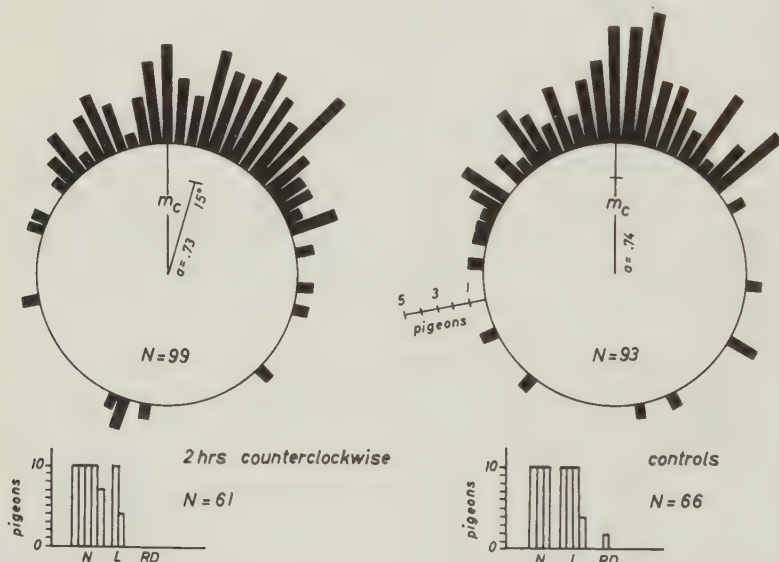 m_c
15°
a = .73
N = 99
m_c
a = .74
5 3 1
pigeons
N = 93
2 hrs counterclockwise
N = 61
10
0
pigeons
N L RD
controls
N = 66
10
0
pigeons
N L RD